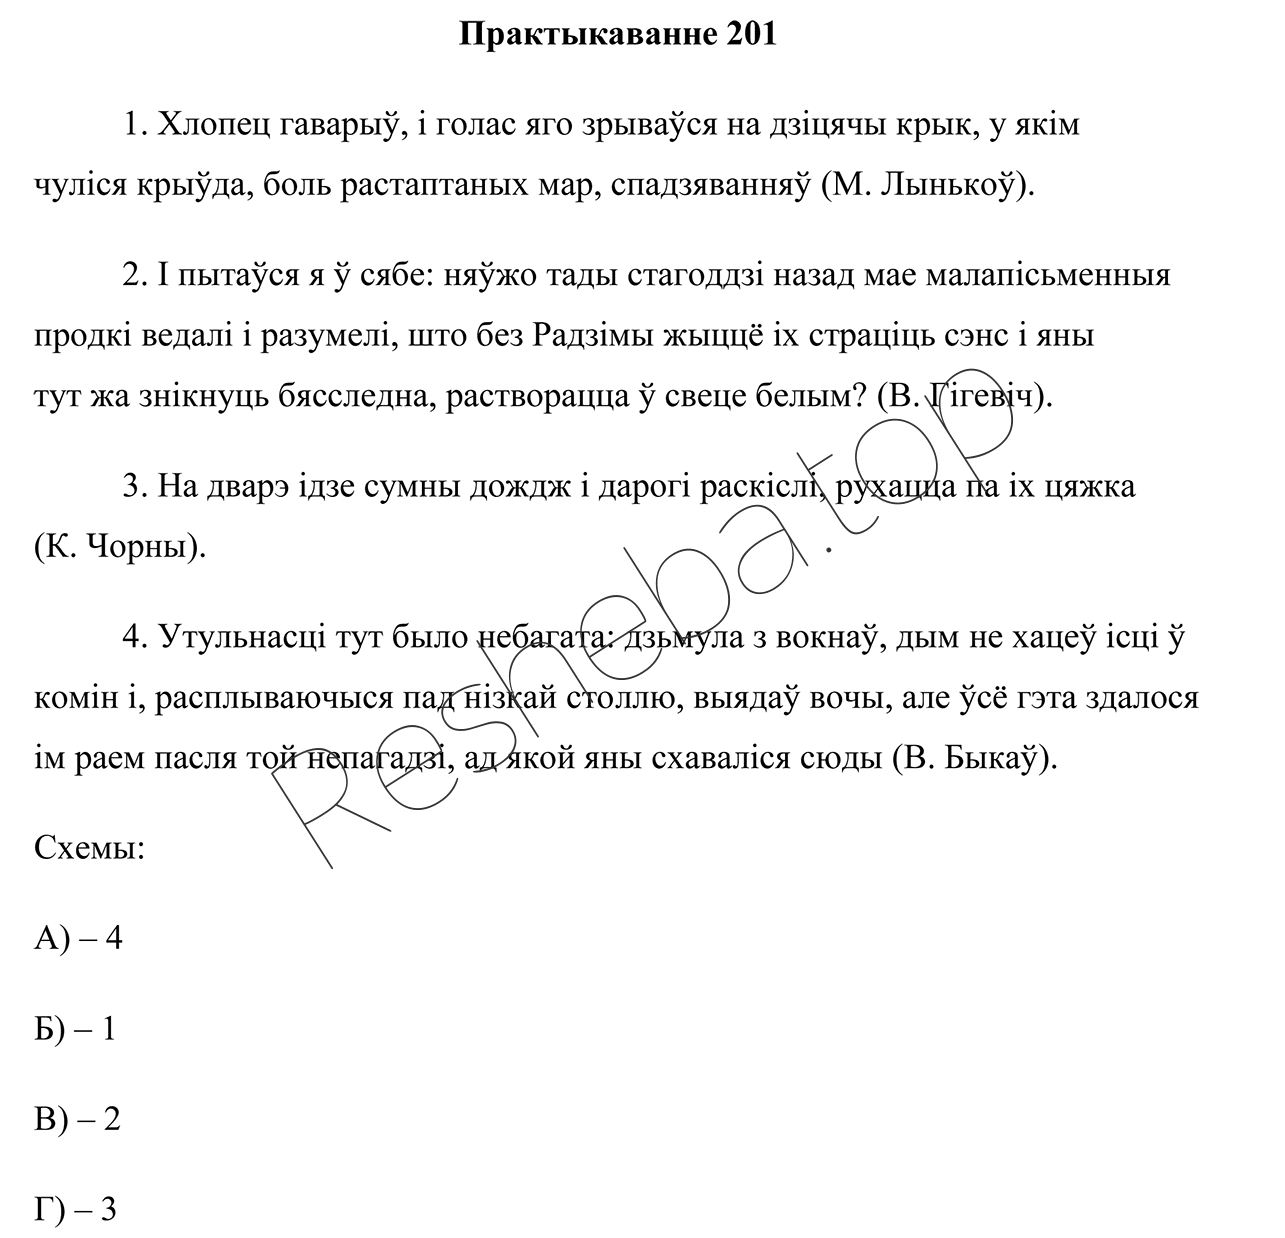 Практыкаванне 201
1. Хлопец гаварыў, і голас яго зрываўся на дзіцячы крык, у якім
чуліся крыўда, боль растаптаных мар, спадзяванняў (М. Лынькоў).
2. І пытаўся я ў сябе: няўжо тады стагоддзі назад мае малапісьменныя
продкі ведалі і разумелі, што без Радзімы жыццё іх страціць сэнс і яны
тут жа знікнуць бясследна, растворацца ў свеце белым? (В. Гігевіч).
3. На дварэ ідзе сумны дождж і дарогі раскіслі, рухацца па іх цяжка
(К. Чорны).
4. Утульнасці тут было небагата: дзьмула з вокнаў, дым не хацеў ісці ў
комін і, расплываючыся пад нізкай столлю, выядаў вочы, але ўсё гэта здалося
ім раем пасля той непагадзі, ад якой яны схаваліся сюды (В. Быкаў).
Схемы:
А) – 4
Б) – 1
В) – 2
Г) – 3
Resheba.top